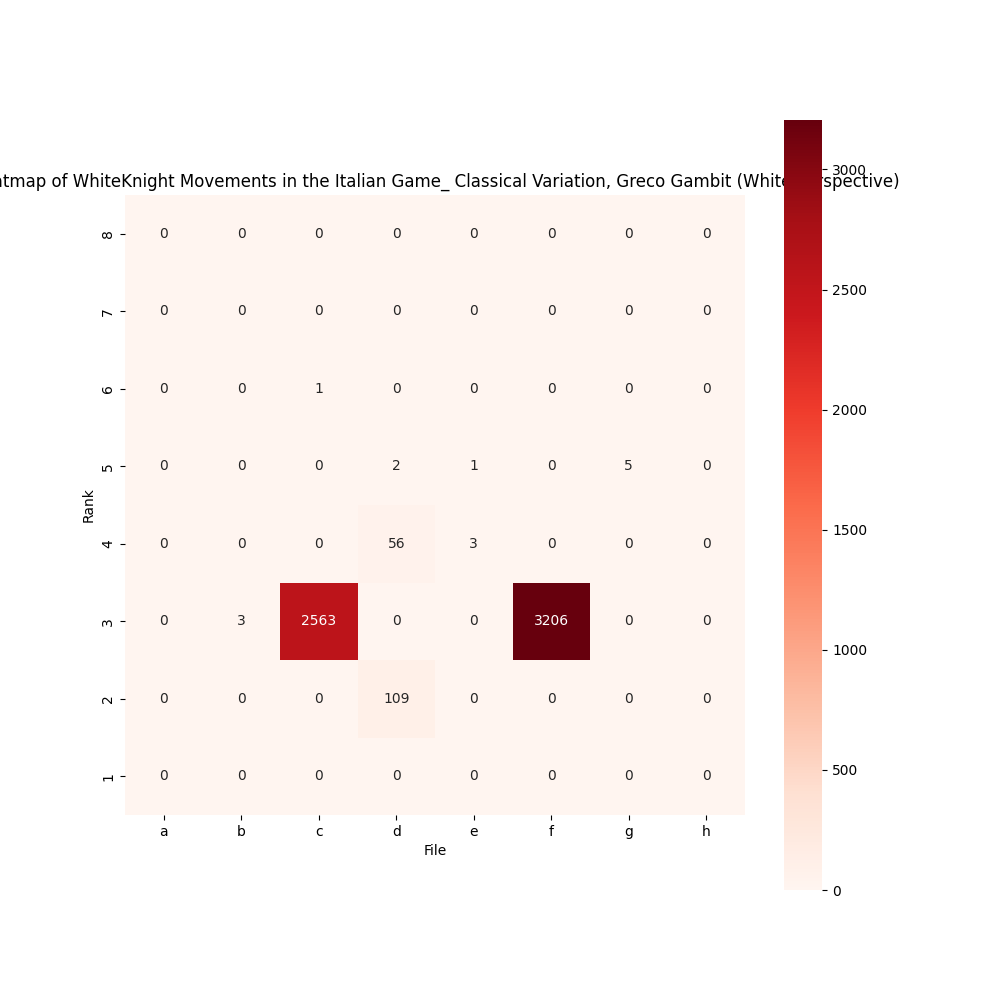 of WhiteKnight Movements in the Italian Game_ Classical Variation, Greco Gambit (White Perspective)
3000
8 0 0 0 0 0 0 0 0
2500
7 0 0 0 0 0 0 0 0
6 0 0 1 0 0 0 0 0
2000
5 0 0 0 2 1 0 5 0
Rank
1500
4 0 0 0 56 3 0 0 0
3 0 3 2563 0 0 3206 0 0
1000
2 0 0 0 109 0 0 0 0
500
1 0 0 0 0 0 0 0 0
a b c d e f g h
File
0